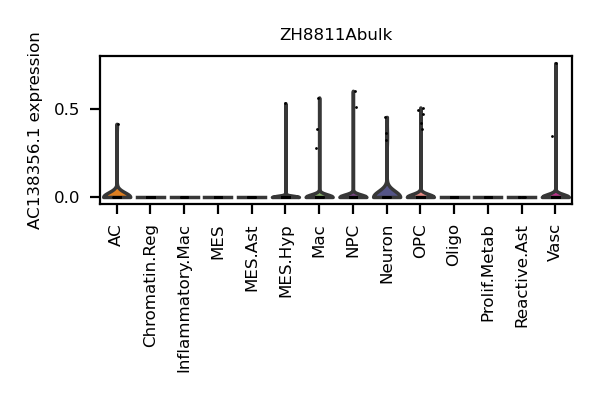 ZH8811Abulk
AC138356.1 expression
0.5
0.0
AC
Chromatin.Reg
Inflammatory.Mac
MES
MES.Ast
MES.Hyp
Mac
NPC
Neuron
OPC
Oligo
Prolif.Metab
Reactive.Ast
Vasc